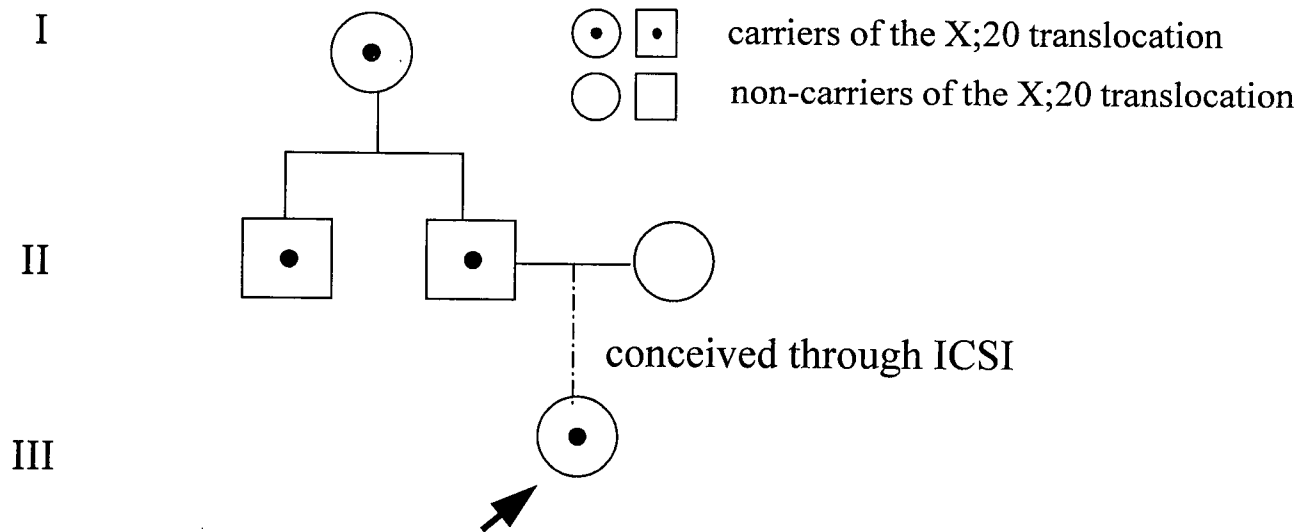 I
carriers of the X;20 translocation
non-carriers of the X;20 translocation
II
conceived through ICSI
III